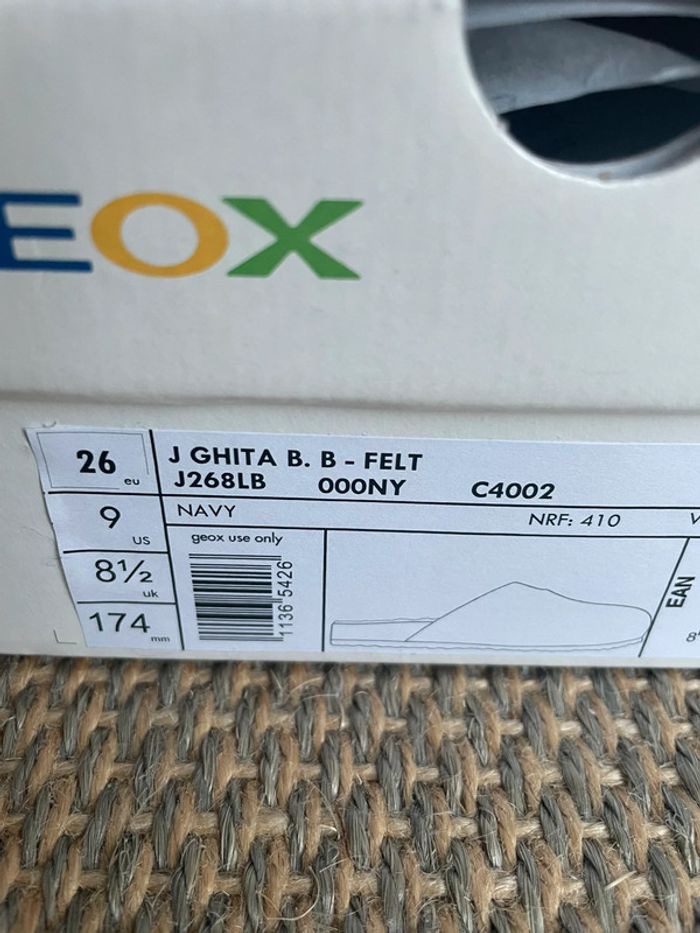 EOX
26 eu
9 US
8½ uk
174 mm
J GHITA B. B - FELT
J268LB 000NY C4002
NAVY NRF: 410
geox use only
1136 5426
EAN